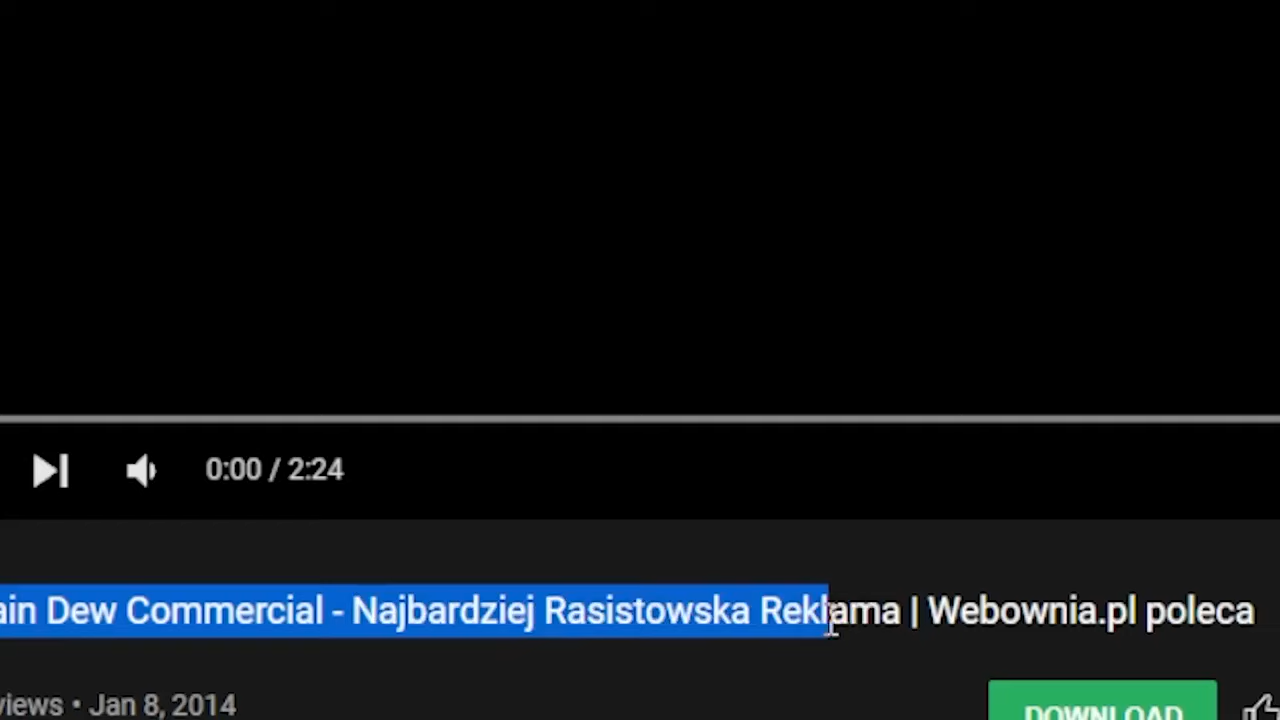 0:00 / 2:24
ain Dew Commercial - Najbardziej Rasistowska Reklama | Webownia.pl poleca
views • Jan 8, 2014
DOWNLOAD